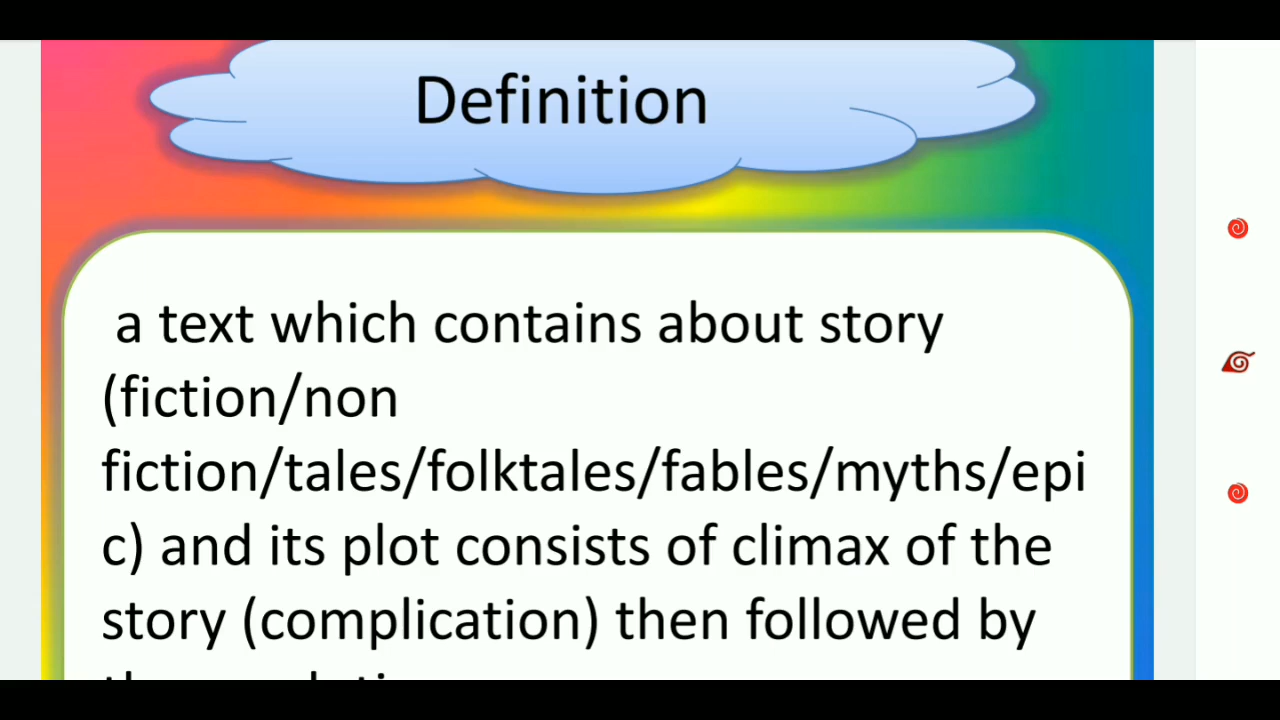 Definition
a text which contains about story
(fiction/non
fiction/tales/folktales/fables/myths/epi
c) and its plot consists of climax of the
story (complication) then followed by